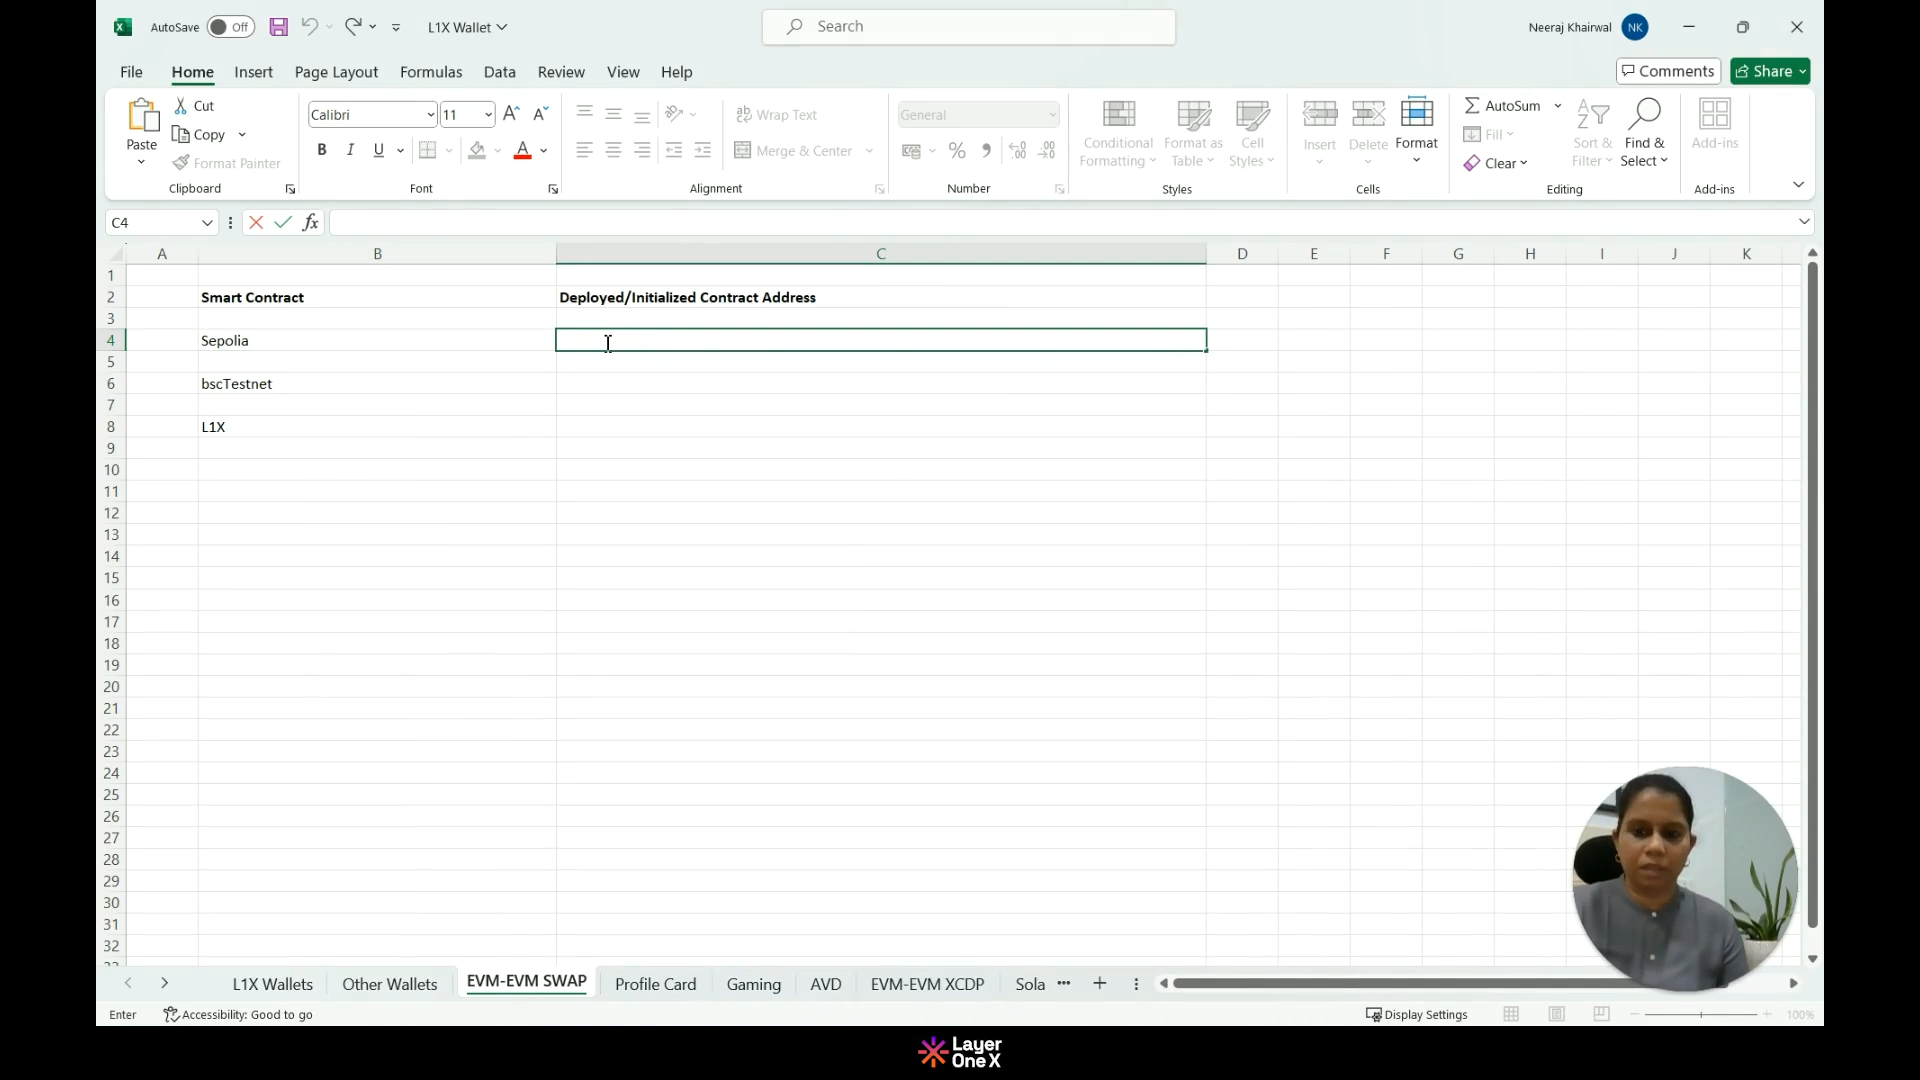 AutoSave Off L1X Wallet Search Neeraj Khairwal NK
File Home Insert Page Layout Formulas Data Review View Help Comments Share
Paste Cut Copy Format Painter Clipboard
Calibri 11 B I U A Font
Wrap Text Merge & Center Alignment
General % Number
Conditional Formatting Format as Table Cell Styles Styles
Insert Delete Format Cells
AutoSum Fill Clear Sort & Filter Find & Select Editing
Add-ins Add-ins
C4 fx
A B C D E F G H I J K
1
2 Smart Contract Deployed/Initialized Contract Address
3
4 Sepolia
5
6 bscTestnet
7
8 L1X
9
10
11
12
13
14
15
16
17
18
19
20
21
22
23
24
25
26
27
28
29
30
31
32
L1X Wallets Other Wallets EVM-EVM SWAP Profile Card Gaming AVD EVM-EVM XCDP Sola
Enter Accessibility: Good to go Display Settings 100%
Layer
One X